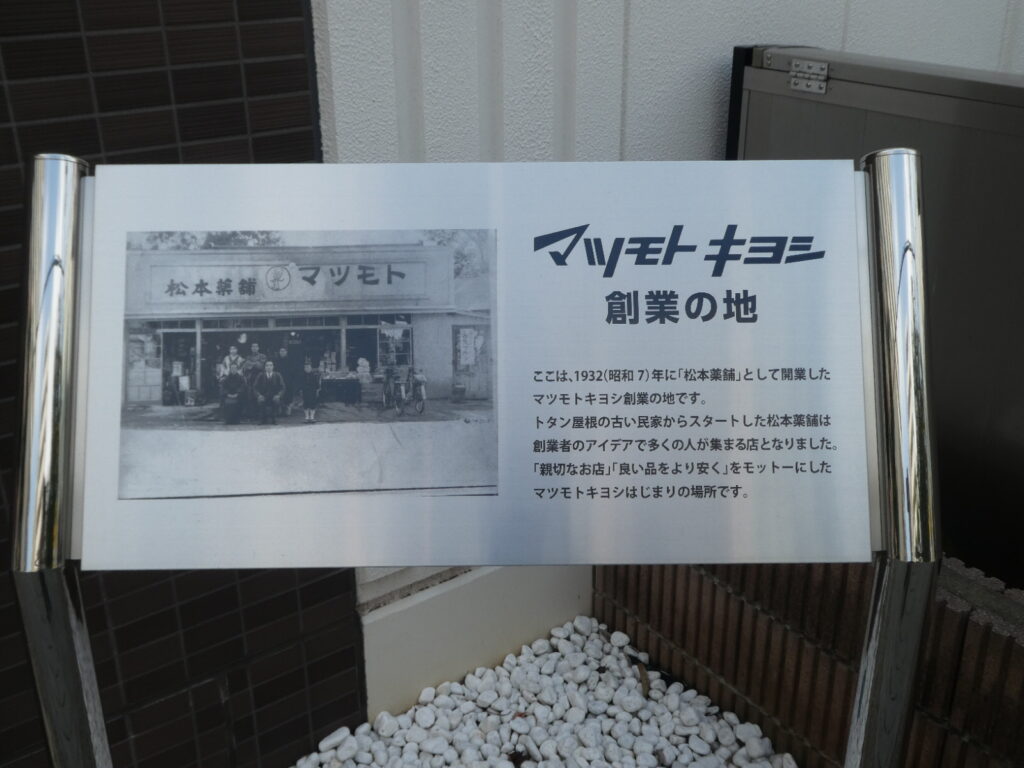 松本薬舗 マツモト
マツモト キヨシ
創業の地
ここは、1932(昭和 7)年に「松本薬舗」として開業した
マツモトキヨシ創業の地です。
トタン屋根の古い民家からスタートした松本薬舗は
創業者のアイデアで多くの人が集まる店となりました。
「親切なお店」「良い品をより安く」をモットーにした
マツモトキヨシはじまりの場所です。